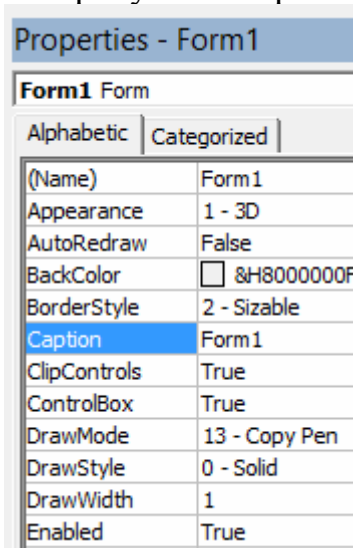 Properties - Form1
Form1 Form
Alphabetic Categorized
(Name) Form1
Appearance 1 - 3D
AutoRedraw False
BackColor &H8000000F
BorderStyle 2 - Sizable
Caption Form1
ClipControls True
ControlBox True
DrawMode 13 - Copy Pen
DrawStyle 0 - Solid
DrawWidth 1
Enabled True